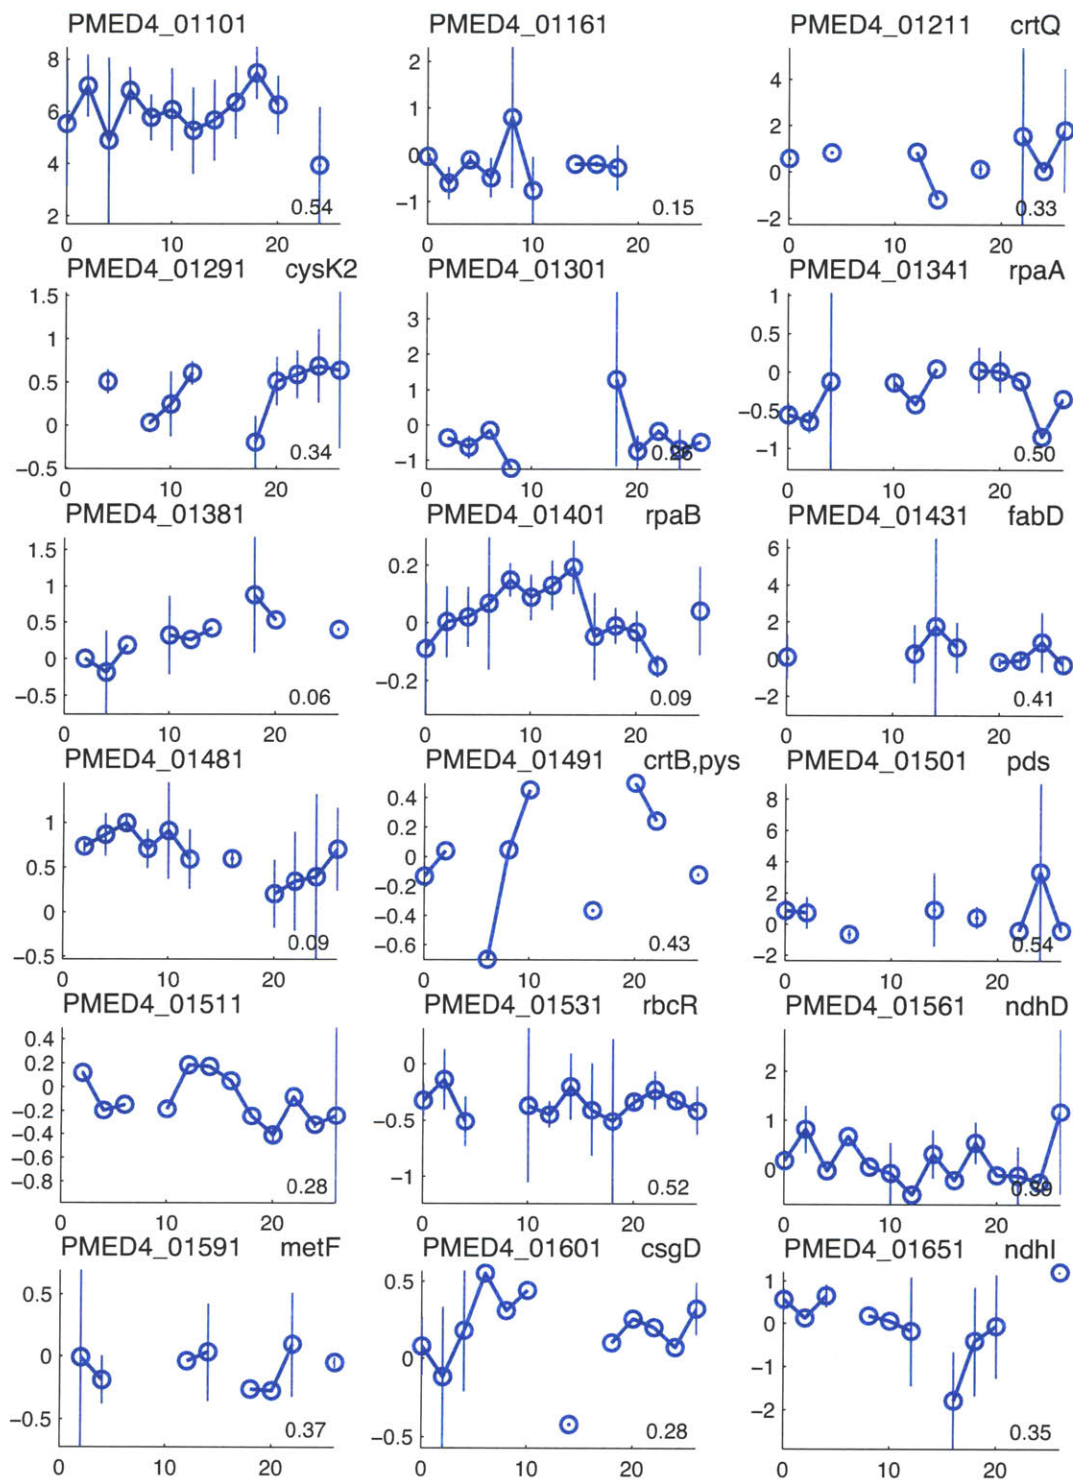 PMED4_01101
8
6
4
2
0.54
0 10 20
PMED4_01161
2
1
0
−1
0.15
0 10 20
PMED4_01211 crtQ
4
2
0
−2
0.33
0 10 20
PMED4_01291 cysK2
1.5
1
0.5
0
−0.5
0.34
0 10 20
PMED4_01301
3
2
1
0
−1
0 10 20
PMED4_01341 rpaA
1
0.5
0
−0.5
−1
0.50
0 10 20
PMED4_01381
1.5
1
0.5
0
−0.5
0.06
0 10 20
PMED4_01401 rpaB
0.2
0
−0.2
0.09
0 10 20
PMED4_01431 fabD
6
4
2
0
−2
0.41
0 10 20
PMED4_01481
1
0.5
0
−0.5
0.09
0 10 20
PMED4_01491 crtB,pys
0.4
0.2
0
−0.2
−0.4
−0.6
0.43
0 10 20
PMED4_01501 pds
8
6
4
2
0
−2
0.54
0 10 20
PMED4_01511
0.4
0.2
0
−0.2
−0.4
−0.6
−0.8
0.28
0 10 20
PMED4_01531 rbcR
0
−0.5
−1
0.52
0 10 20
PMED4_01561 ndhD
2
1
0
0.39
0 10 20
PMED4_01591 metF
0.5
0
−0.5
0.37
0 10 20
PMED4_01601 csgD
0.5
0
−0.5
0.28
0 10 20
PMED4_01651 ndhI
1
0
−1
−2
0.35
0 10 20